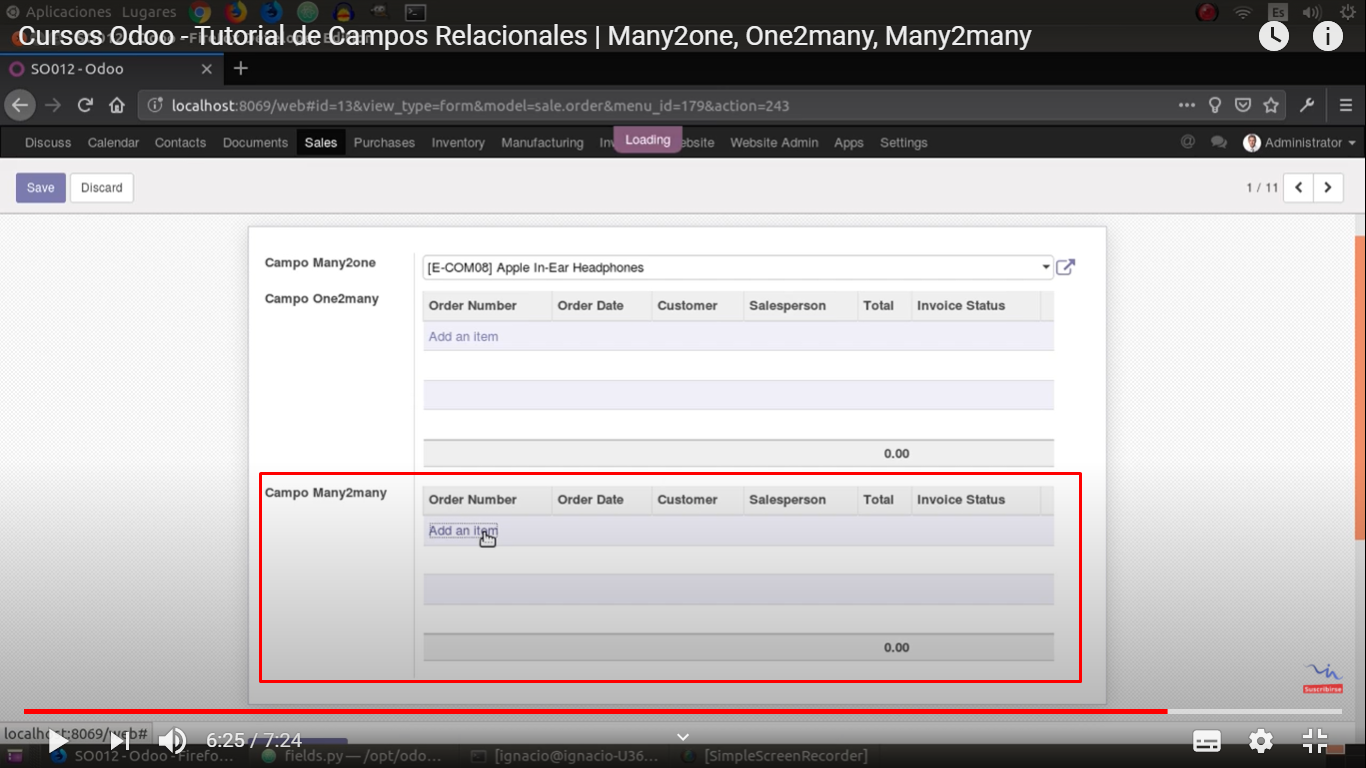 Aplicaciones Lugares Es
Cursos Odoo - Tutorial de Campos Relacionales | Many2one, One2many, Many2many
SO012 - Odoo
localhost:8069/web#id=13&view_type=form&model=sale.order&menu_id=179&action=243
Discuss Calendar Contacts Documents Sales Purchases Inventory Manufacturing Inv Loading ebsite Website Admin Apps Settings Administrator
Save Discard 1 / 11
Campo Many2one [E-COM08] Apple In-Ear Headphones
Campo One2many Order Number Order Date Customer Salesperson Total Invoice Status
Add an item
0.00
Campo Many2many Order Number Order Date Customer Salesperson Total Invoice Status
Add an item
0.00
Suscribirse
localhost:8069/web#
6:25 / 7:24
SO012 - Odoo - Firefo... fields.py — /opt/odo... [ignacio@ignacio-U36... [SimpleScreenRecorder]